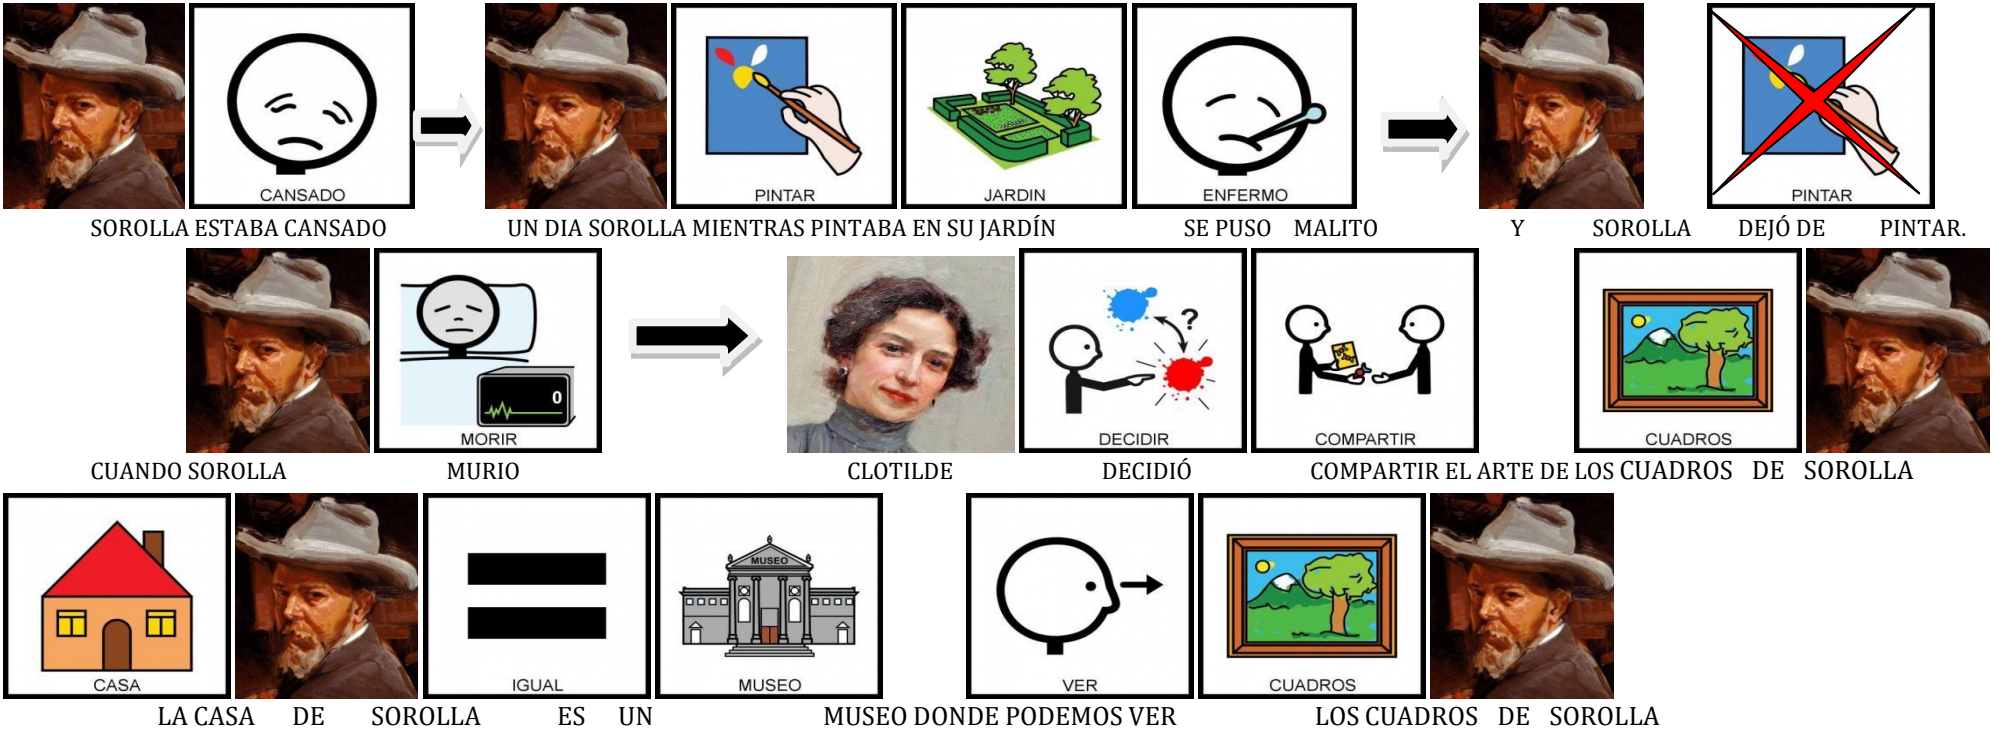 CANSADO PINTAR JARDIN ENFERMO PINTAR
SOROLLA ESTABA CANSADO UN DIA SOROLLA MIENTRAS PINTABA EN SU JARDÍN SE PUSO MALITO Y SOROLLA DEJÓ DE PINTAR.
? 0
MORIR DECIDIR COMPARTIR CUADROS
CUANDO SOROLLA MURIO CLOTILDE DECIDIÓ COMPARTIR EL ARTE DE LOS CUADROS DE SOROLLA
MUSEO
CASA IGUAL MUSEO VER CUADROS
LA CASA DE SOROLLA ES UN MUSEO DONDE PODEMOS VER LOS CUADROS DE SOROLLA